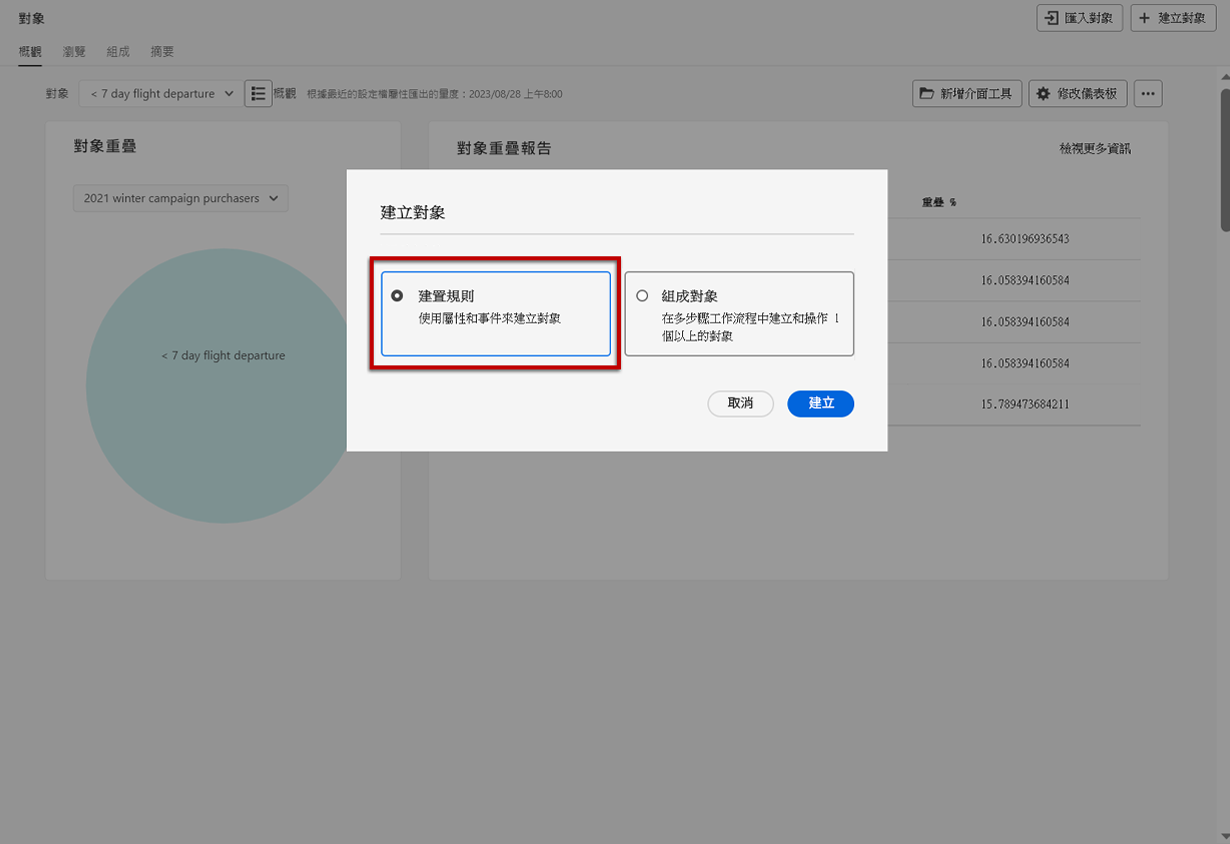 對象
匯入對象
建立對象
概觀 瀏覽 組成 摘要
對象
< 7 day flight departure
概觀
根據最近的設定檔屬性匯出的量度：2023/08/28 上午8:00
新增介面工具
修改儀表板
對象重疊
對象重疊報告
檢視更多資訊
2021 winter campaign purchasers
重疊 %
16.630196936543
16.058394160584
16.058394160584
16.058394160584
15.789473684211
< 7 day flight departure
建立對象
建置規則
使用屬性和事件來建立對象
組成對象
在多步驟工作流程中建立和操作 1
個以上的對象
取消
建立